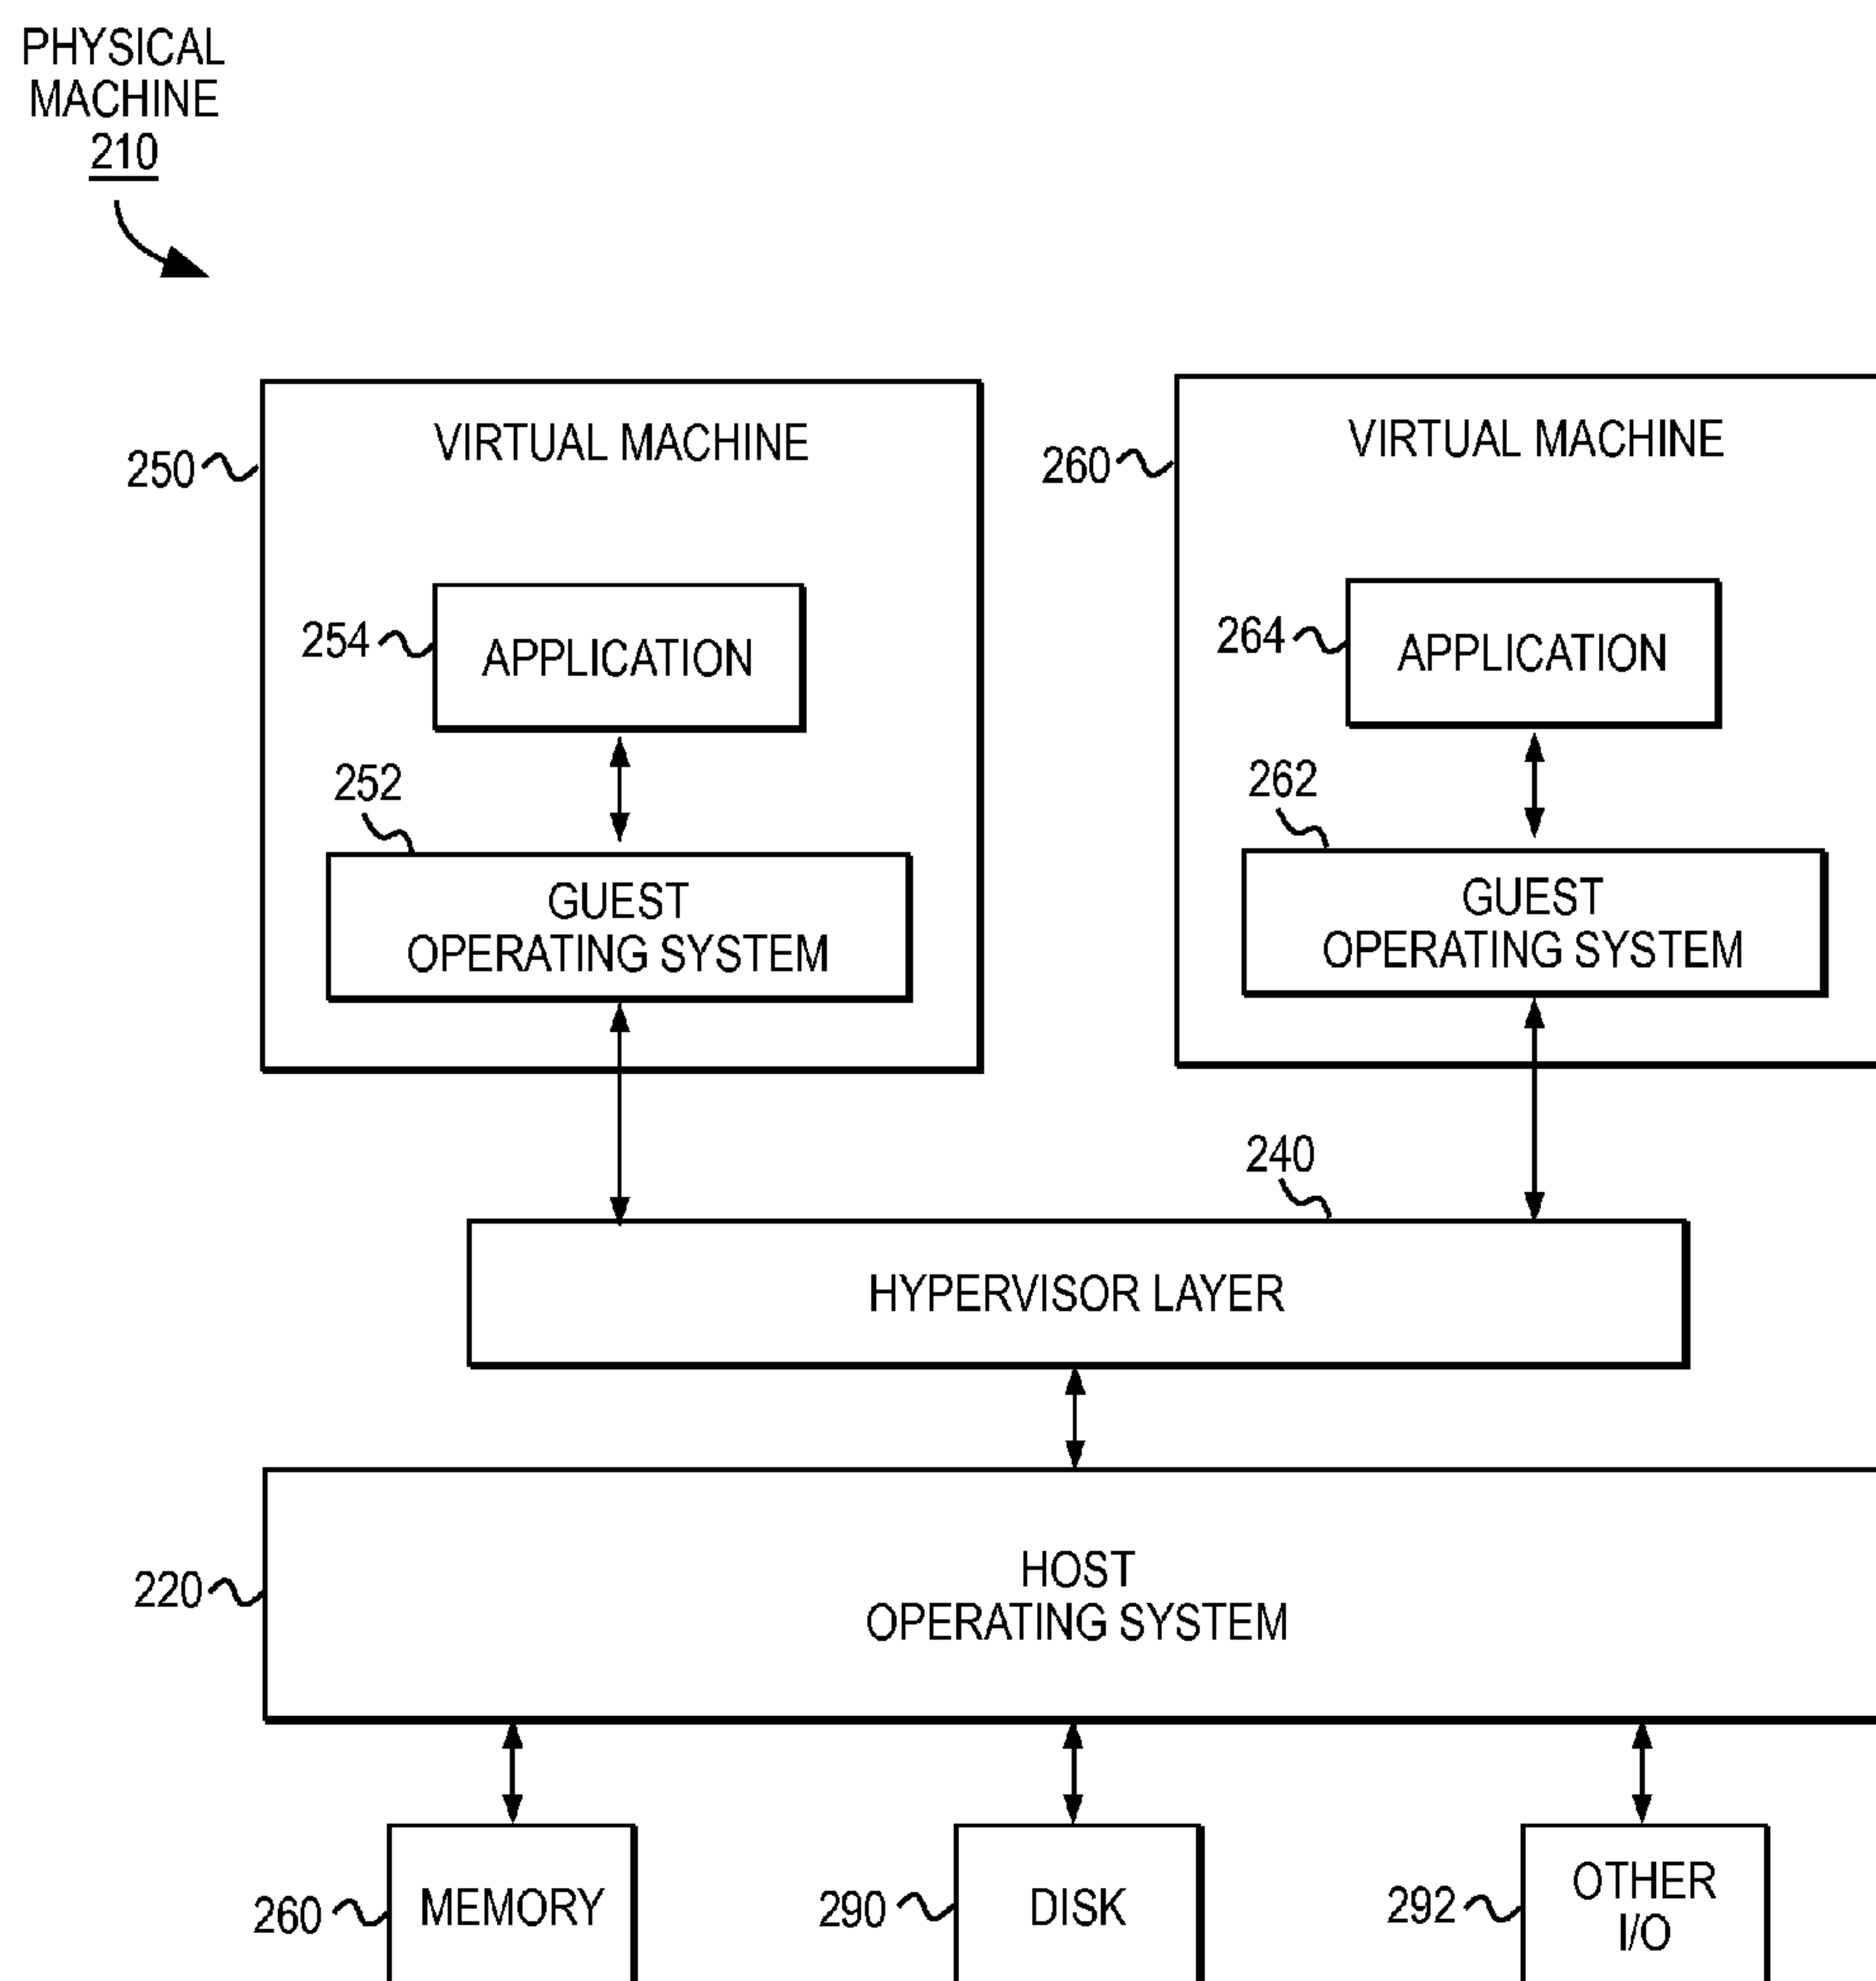 PHYSICAL
MACHINE
210
VIRTUAL MACHINE
250
254
APPLICATION
252
GUEST
OPERATING SYSTEM
VIRTUAL MACHINE
260
264
APPLICATION
262
GUEST
OPERATING SYSTEM
240
HYPERVISOR LAYER
220
HOST
OPERATING SYSTEM
260
MEMORY
290
DISK
292
OTHER
I/O